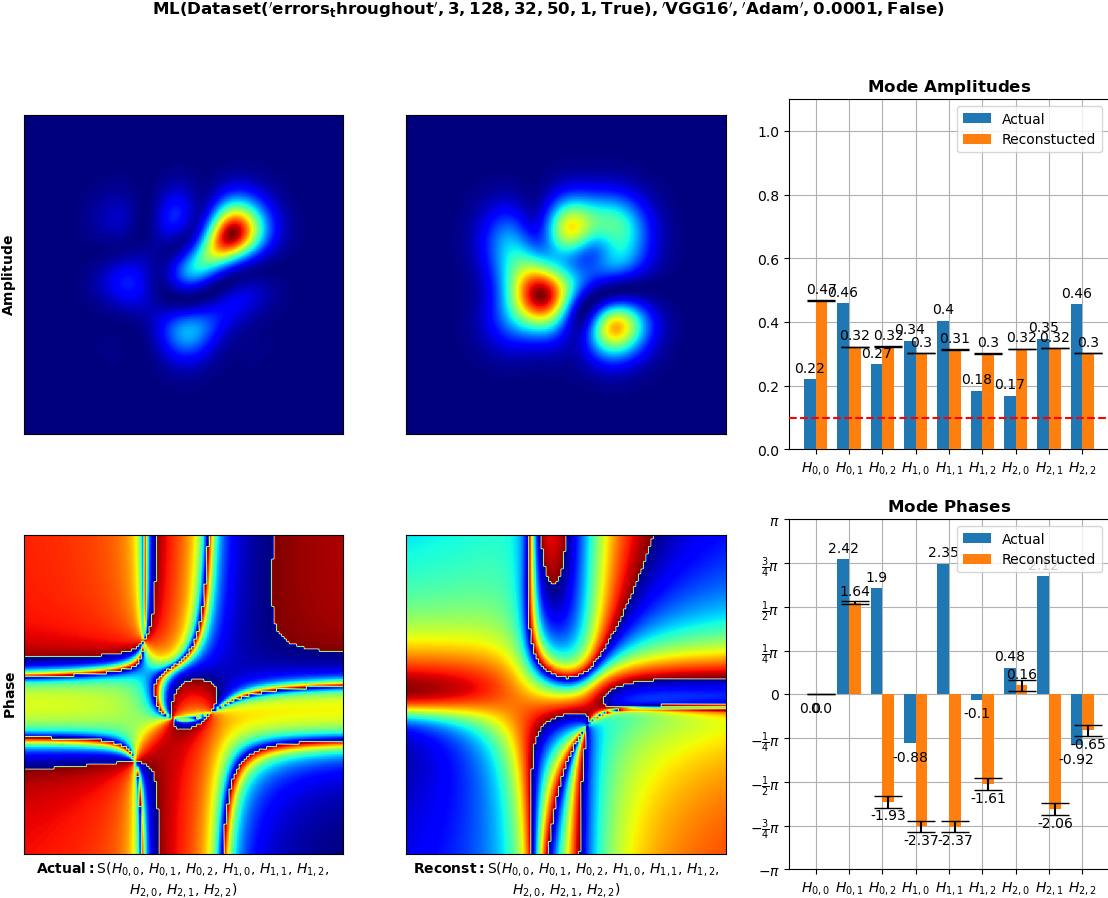 ML(Dataset('errors_throughout', 3, 128, 32, 50, 1, True), 'VGG16', 'Adam', 0.0001, False)
Mode Amplitudes
Actual
Reconstucted
1.0
0.8
0.6
0.4
0.2
0.0
0.22
0.47
0.46
0.32
0.27
0.32
0.34
0.3
0.4
0.31
0.18
0.3
0.17
0.32
0.35
0.32
0.46
0.3
H0,0 H0,1 H0,2 H1,0 H1,1 H1,2 H2,0 H2,1 H2,2
Amplitude
Mode Phases
Actual
Reconstucted
π
3/4π
1/2π
1/4π
0
−1/4π
−1/2π
−3/4π
−π
0.0
0.0
2.42
1.64
1.9
-1.93
-0.88
-2.37
2.35
-2.37
-0.1
-1.61
0.48
0.16
2.12
-2.06
-0.92
-0.65
H0,0 H0,1 H0,2 H1,0 H1,1 H1,2 H2,0 H2,1 H2,2
Phase
Actual: S(H0,0, H0,1, H0,2, H1,0, H1,1, H1,2,
H2,0, H2,1, H2,2)
Reconst: S(H0,0, H0,1, H0,2, H1,0, H1,1, H1,2,
H2,0, H2,1, H2,2)